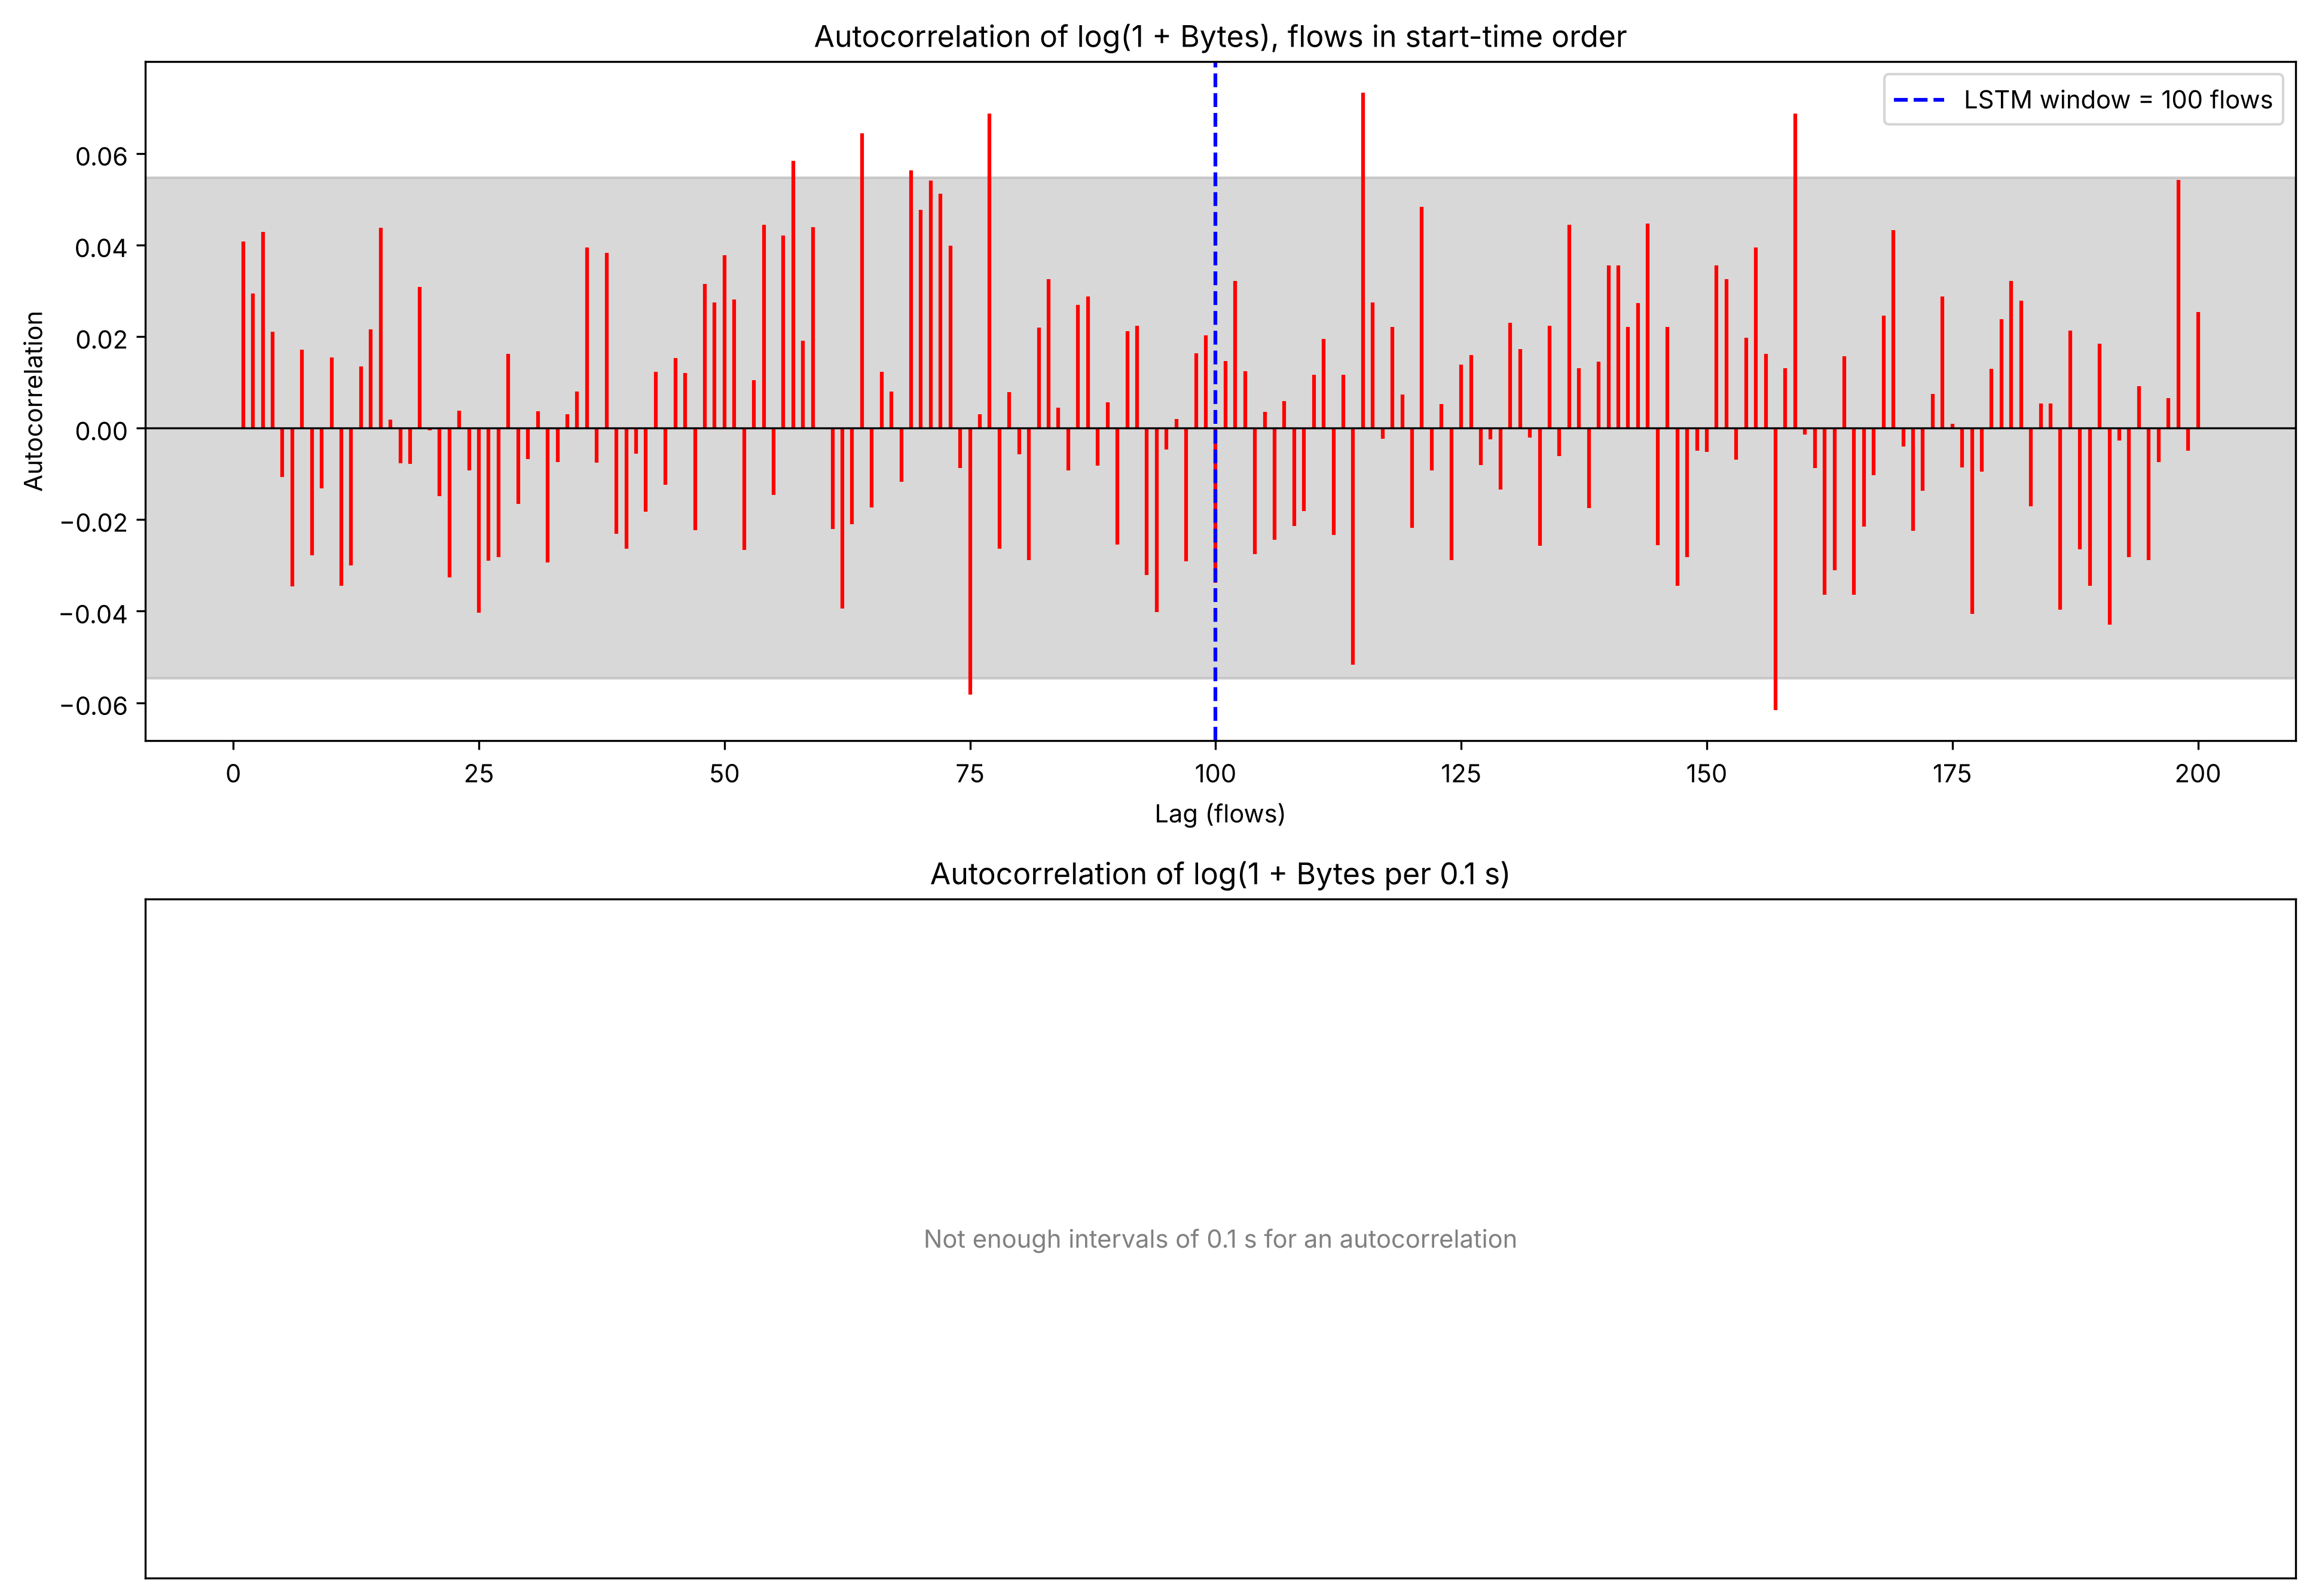 Autocorrelation of log(1 + Bytes), flows in start-time order
LSTM window = 100 flows
Autocorrelation
0.06
0.04
0.02
0.00
−0.02
−0.04
−0.06
0 25 50 75 100 125 150 175 200
Lag (flows)
Autocorrelation of log(1 + Bytes per 0.1 s)
Not enough intervals of 0.1 s for an autocorrelation